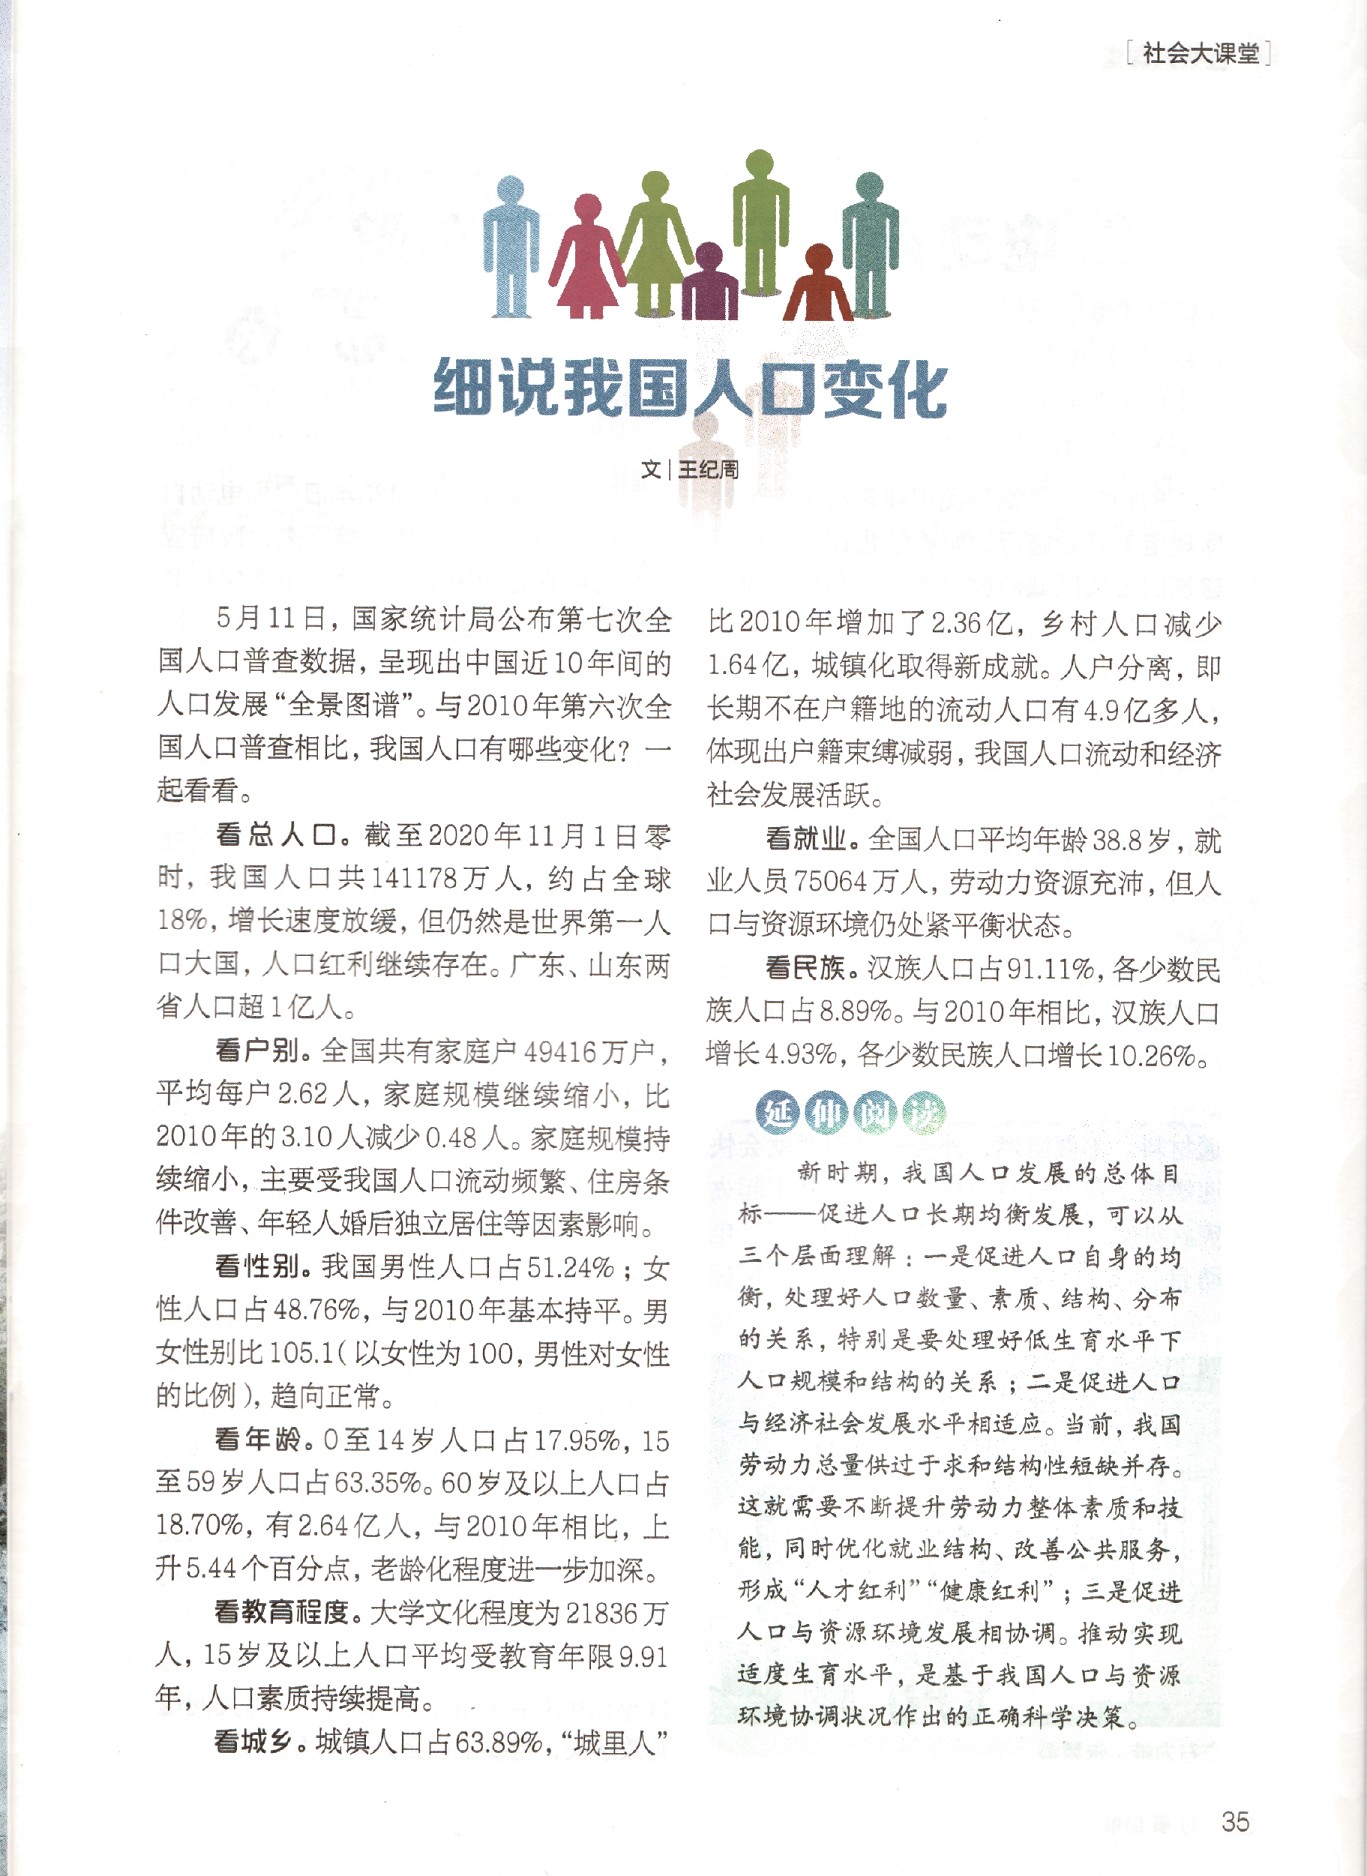 [社会大课堂]
细说我国人口变化
文|王纪周
5月11日，国家统计局公布第七次全
国人口普查数据，呈现出中国近10年间的
人口发展“全景图谱”。与2010年第六次全
国人口普查相比，我国人口有哪些变化？一
起看看。
看总人口。截至2020年11月1日零
时，我国人口共141178万人，约占全球
18%，增长速度放缓，但仍然是世界第一人
口大国，人口红利继续存在。广东、山东两
省人口超1亿人。
看户别。全国共有家庭户49416万户，
平均每户2.62人，家庭规模继续缩小，比
2010年的3.10人减少0.48人。家庭规模持
续缩小，主要受我国人口流动频繁、住房条
件改善、年轻人婚后独立居住等因素影响。
看性别。我国男性人口占51.24%；女
性人口占48.76%，与2010年基本持平。男
女性别比105.1（以女性为100，男性对女性
的比例），趋向正常。
看年龄。0至14岁人口占17.95%，15
至59岁人口占63.35%。60岁及以上人口占
18.70%，有2.64亿人，与2010年相比，上
升5.44个百分点，老龄化程度进一步加深。
看教育程度。大学文化程度为21836万
人，15岁及以上人口平均受教育年限9.91
年，人口素质持续提高。
看城乡。城镇人口占63.89%，“城里人”
比2010年增加了2.36亿，乡村人口减少
1.64亿，城镇化取得新成就。人户分离，即
长期不在户籍地的流动人口有4.9亿多人，
体现出户籍束缚减弱，我国人口流动和经济
社会发展活跃。
看就业。全国人口平均年龄38.8岁，就
业人员75064万人，劳动力资源充沛，但人
口与资源环境仍处紧平衡状态。
看民族。汉族人口占91.11%，各少数民
族人口占8.89%。与2010年相比，汉族人口
增长4.93%，各少数民族人口增长10.26%。
延伸阅读
新时期，我国人口发展的总体目
标——促进人口长期均衡发展，可以从
三个层面理解：一是促进人口自身的均
衡，处理好人口数量、素质、结构、分布
的关系，特别是要处理好低生育水平下
人口规模和结构的关系；二是促进人口
与经济社会发展水平相适应。当前，我国
劳动力总量供过于求和结构性短缺并存。
这就需要不断提升劳动力整体素质和技
能，同时优化就业结构、改善公共服务，
形成“人才红利”“健康红利”；三是促进
人口与资源环境发展相协调。推动实现
适度生育水平，是基于我国人口与资源
环境协调状况作出的正确科学决策。
35